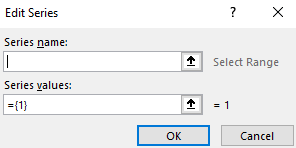 Edit Series ? ×
Series name:
Select Range
Series values:
={1} = 1
OK Cancel